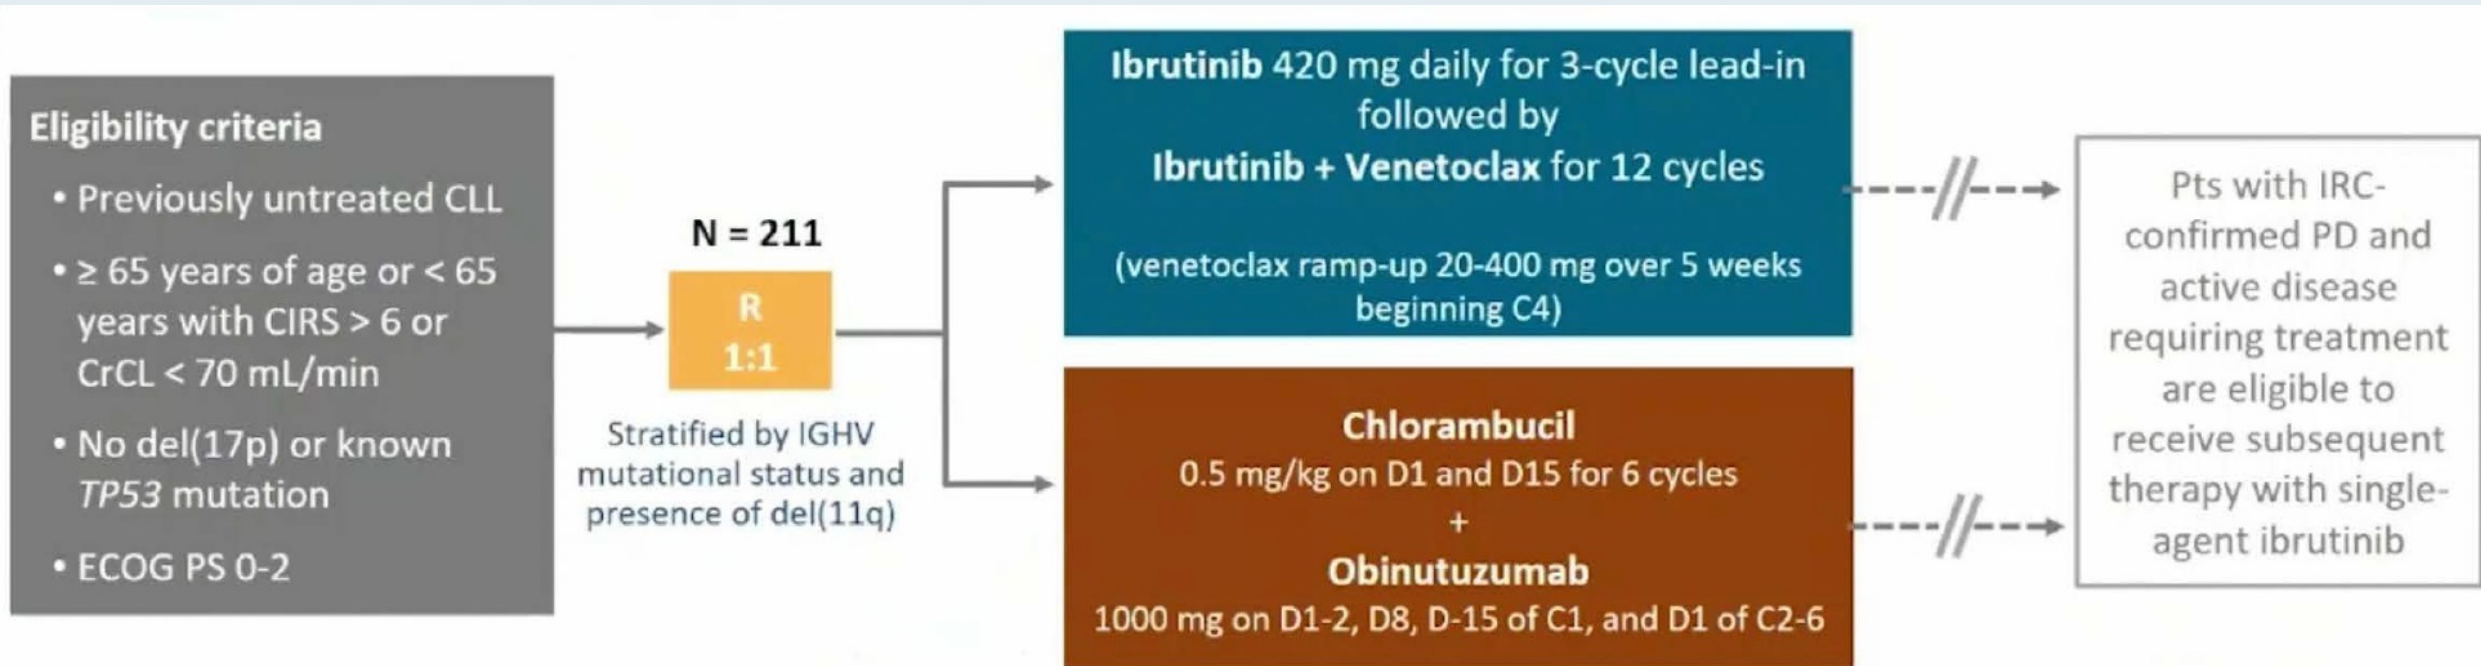 Eligibility criteria
• Previously untreated CLL
• ≥ 65 years of age or < 65
years with CIRS > 6 or
CrCL < 70 mL/min
• No del(17p) or known
TP53 mutation
• ECOG PS 0-2
N = 211
R
1:1
Stratified by IGHV
mutational status and
presence of del(11q)
Ibrutinib 420 mg daily for 3-cycle lead-in
followed by
Ibrutinib + Venetoclax for 12 cycles
(venetoclax ramp-up 20-400 mg over 5 weeks
beginning C4)
Chlorambucil
0.5 mg/kg on D1 and D15 for 6 cycles
+
Obinutuzumab
1000 mg on D1-2, D8, D-15 of C1, and D1 of C2-6
Pts with IRC-
confirmed PD and
active disease
requiring treatment
are eligible to
receive subsequent
therapy with single-
agent ibrutinib